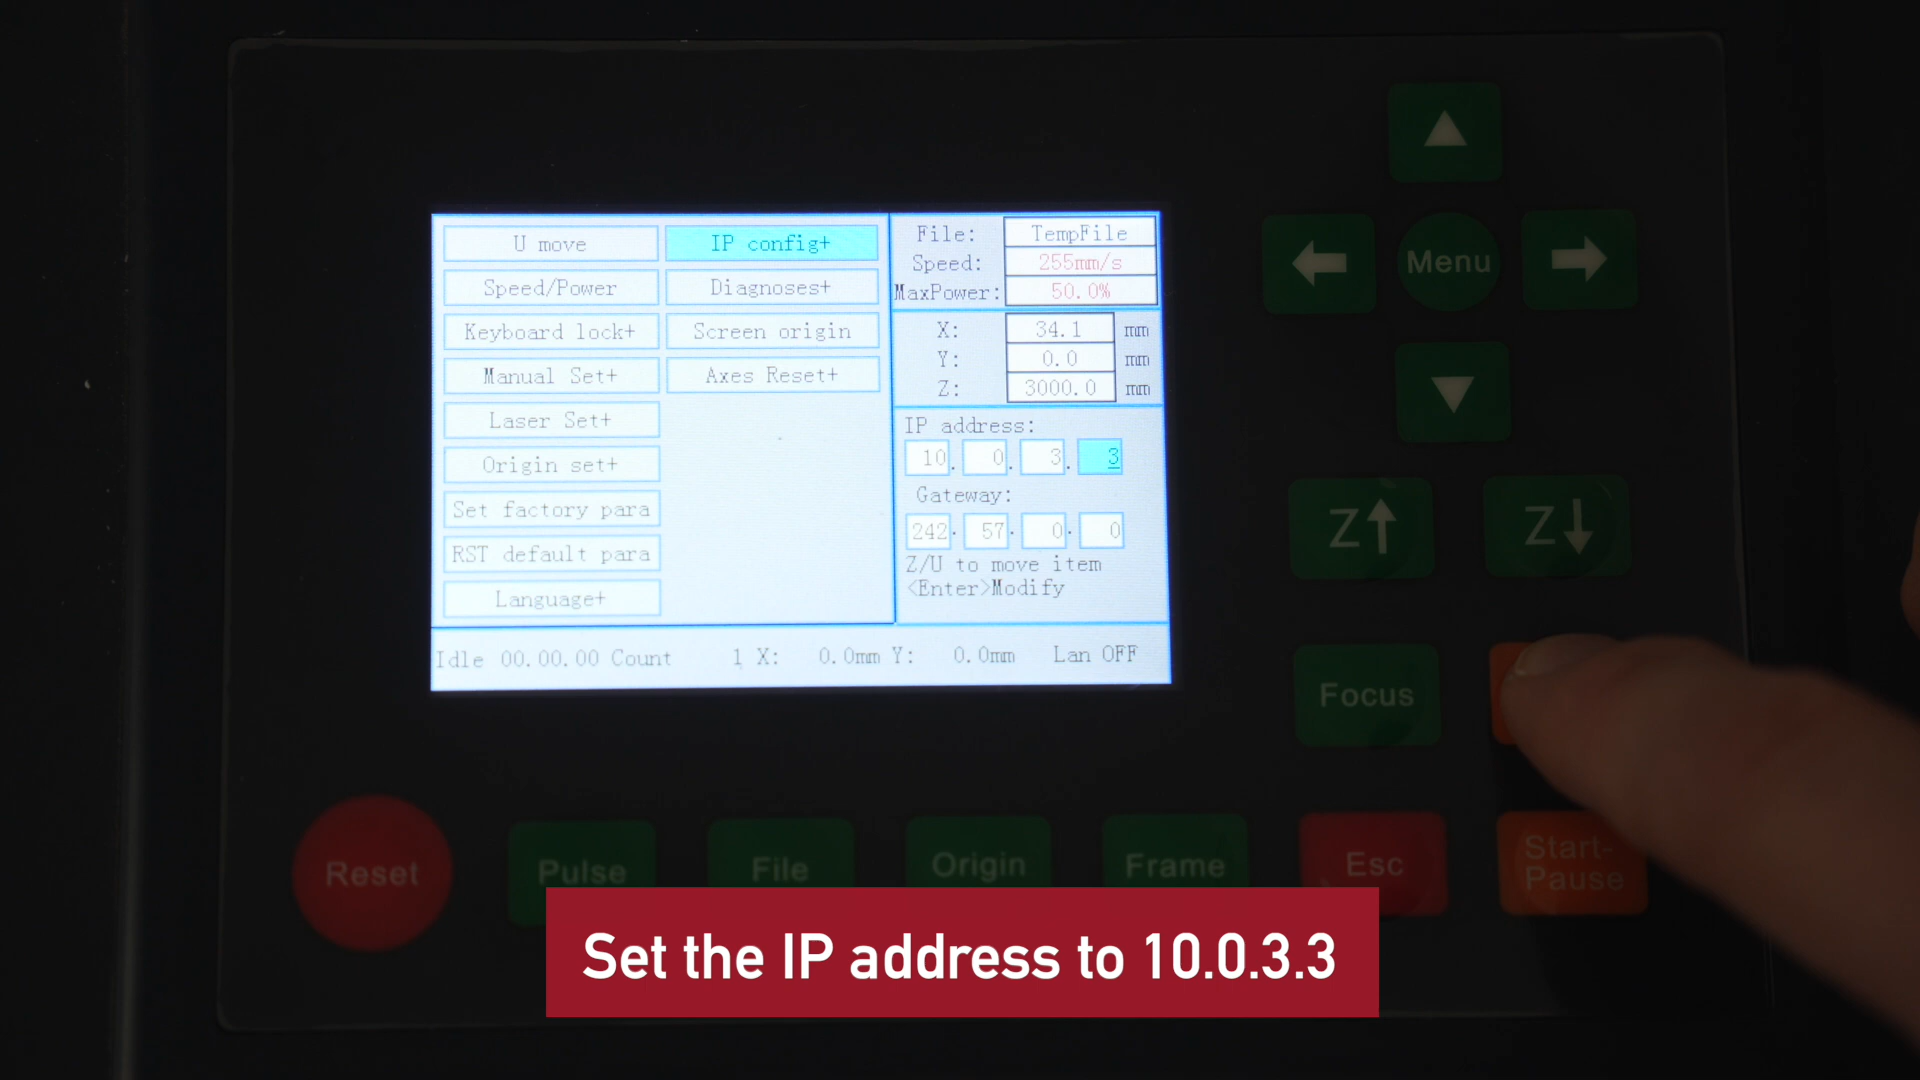 U move
Speed/Power
Keyboard lock+
Manual Set+
Laser Set+
Origin set+
Set factory para
RST default para
Language+
IP config+
Diagnoses+
Screen origin
Axes Reset+
File: TempFile
Speed: 255mm/s
MaxPower: 50.0%
X: 34.1 mm
Y: 0.0 mm
Z: 3000.0 mm
IP address:
10. 0. 3. 3
Gateway:
242. 57. 0. 0
Z/U to move item
<Enter>Modify
Idle 00.00.00 Count 1 X: 0.0mm Y: 0.0mm Lan OFF
Menu
Z
Z
Focus
Reset
Pulse
File
Origin
Frame
Esc
Start-
Pause
Set the IP address to 10.0.3.3